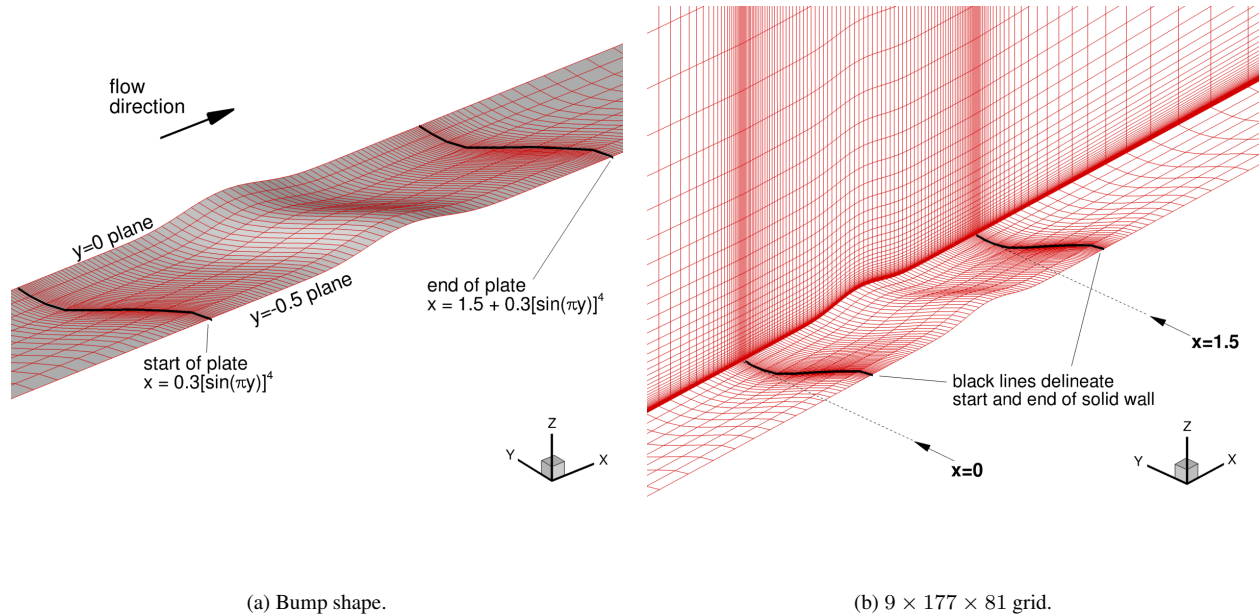 flow
direction
y=0 plane
y=-0.5 plane
end of plate
x = 1.5 + 0.3[sin(πy)]⁴
start of plate
x = 0.3[sin(πy)]⁴
Z
Y
X
(a) Bump shape.
x=1.5
black lines delineate
start and end of solid wall
x=0
Z
Y
X
(b) 9 × 177 × 81 grid.